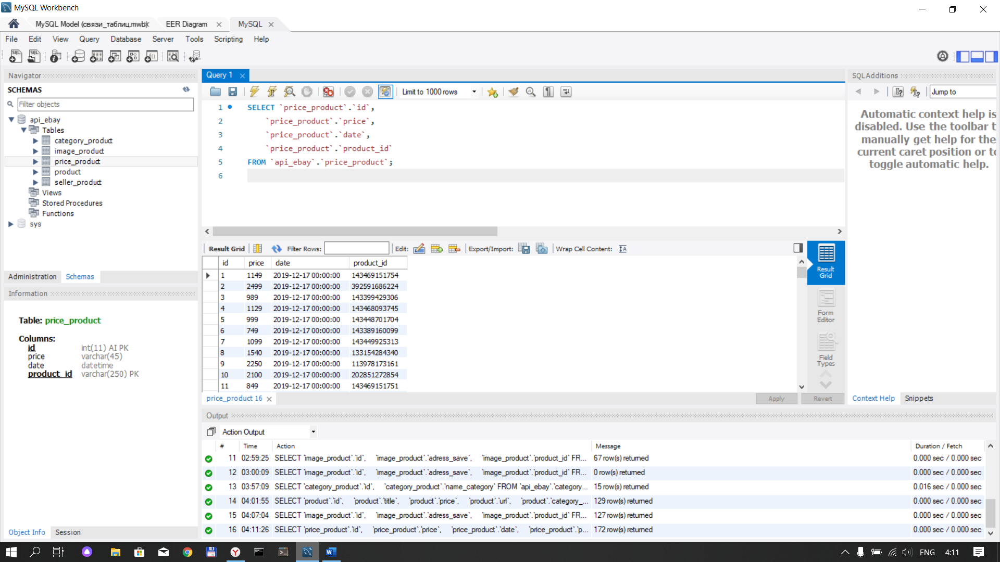 MySQL Workbench
MySQL Model (связи_таблиц.mwb)
EER Diagram
MySQL
File Edit View Query Database Server Tools Scripting Help
Navigator
SCHEMAS
Filter objects
api_ebay
Tables
category_product
image_product
price_product
product
seller_product
Views
Stored Procedures
Functions
sys
Administration Schemas
Information
Table: price_product
Columns:
id int(11) AI PK
price varchar(45)
date datetime
product_id varchar(250) PK
Object Info Session
Query 1
Limit to 1000 rows
1 SELECT `price_product`.`id`,
2 `price_product`.`price`,
3 `price_product`.`date`,
4 `price_product`.`product_id`
5 FROM `api_ebay`.`price_product`;
6
Result Grid Filter Rows: Edit: Export/Import: Wrap Cell Content:
id price date product_id
1 1149 2019-12-17 00:00:00 143469151754
2 2499 2019-12-17 00:00:00 392591686224
3 989 2019-12-17 00:00:00 143399429306
4 1129 2019-12-17 00:00:00 143468093745
5 999 2019-12-17 00:00:00 143448701704
6 749 2019-12-17 00:00:00 143389160099
7 1099 2019-12-17 00:00:00 143449925313
8 1540 2019-12-17 00:00:00 133154284340
9 2250 2019-12-17 00:00:00 113978173161
10 2100 2019-12-17 00:00:00 202851272854
11 849 2019-12-17 00:00:00 143469151751
Result
Grid
Form
Editor
Field
Types
price_product 16
Apply Revert
SQLAdditions
Jump to
Automatic context help is
disabled. Use the toolbar t
manually get help for the
current caret position or to
toggle automatic help.
Context Help Snippets
Output
Action Output
# Time Action Message Duration / Fetch
11 02:59:25 SELECT `image_product`.`id`, `image_product`.`adress_save`, `image_product`.`product_id` FR... 67 row(s) returned 0.000 sec / 0.000 sec
12 03:00:09 SELECT `image_product`.`id`, `image_product`.`adress_save`, `image_product`.`product_id` FR... 0 row(s) returned 0.000 sec / 0.000 sec
13 03:57:09 SELECT `category_product`.`id`, `category_product`.`name_category` FROM `api_ebay`.`category... 15 row(s) returned 0.016 sec / 0.000 sec
14 04:01:55 SELECT `product`.`id`, `product`.`title`, `product`.`price`, `product`.`url`, `product`.`category_... 129 row(s) returned 0.000 sec / 0.000 sec
15 04:07:04 SELECT `image_product`.`id`, `image_product`.`adress_save`, `image_product`.`product_id` FR... 127 row(s) returned 0.000 sec / 0.000 sec
16 04:11:26 SELECT `price_product`.`id`, `price_product`.`price`, `price_product`.`date`, `price_product`.`p... 172 row(s) returned 0.000 sec / 0.000 sec
ENG 4:11